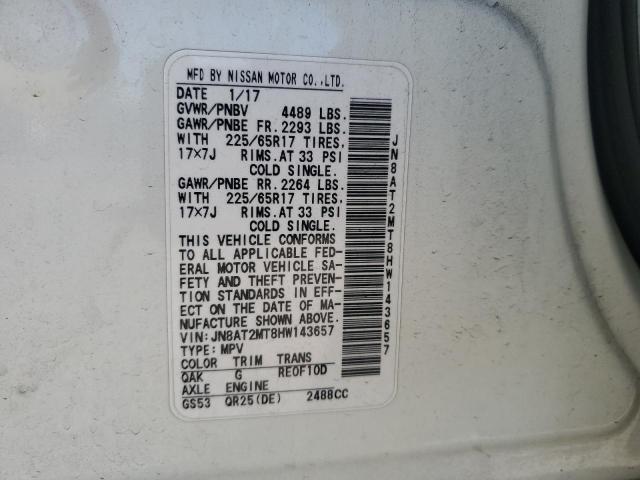 MFD BY NISSAN MOTOR CO.,LTD.
DATE 1/17
GVWR/PNBV 4489 LBS.
GAWR/PNBE FR. 2293 LBS.
WITH 225/65R17 TIRES,
17×7J RIMS.AT 33 PSI
COLD SINGLE.
GAWR/PNBE RR. 2264 LBS.
WITH 225/65R17 TIRES,
17×7J RIMS.AT 33 PSI
COLD SINGLE.
THIS VEHICLE CONFORMS
TO ALL APPLICABLE FED-
ERAL MOTOR VEHICLE SA-
FETY AND THEFT PREVEN-
TION STANDARDS IN EFF-
ECT ON THE DATE OF MA-
NUFACTURE SHOWN ABOVE.
VIN: JN8AT2MT8HW143657
TYPE: MPV
COLOR TRIM TRANS
QAK G RE0F10D
AXLE ENGINE
GS53 QR25(DE) 2488CC
JN8AT2MT8HW143657